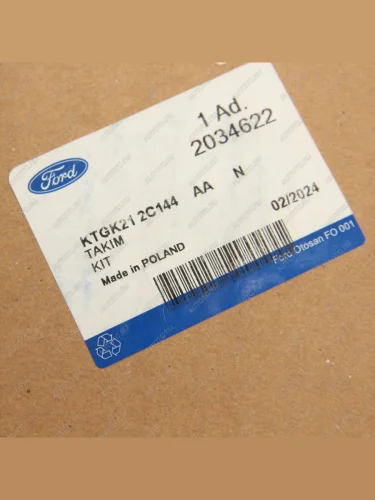 Ford
1 Ad.
2034622
KTGK21 2C144 AA N
TAKIM
KIT
02/2024
Made in POLAND
Ford Otosan FO 001